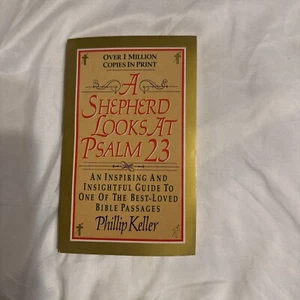 OVER 1 MILLION
COPIES IN PRINT
A
SHEPHERD
LOOKS AT
PSALM 23
AN INSPIRING AND
INSIGHTFUL GUIDE TO
ONE OF THE BEST-LOVED
BIBLE PASSAGES
Phillip Keller